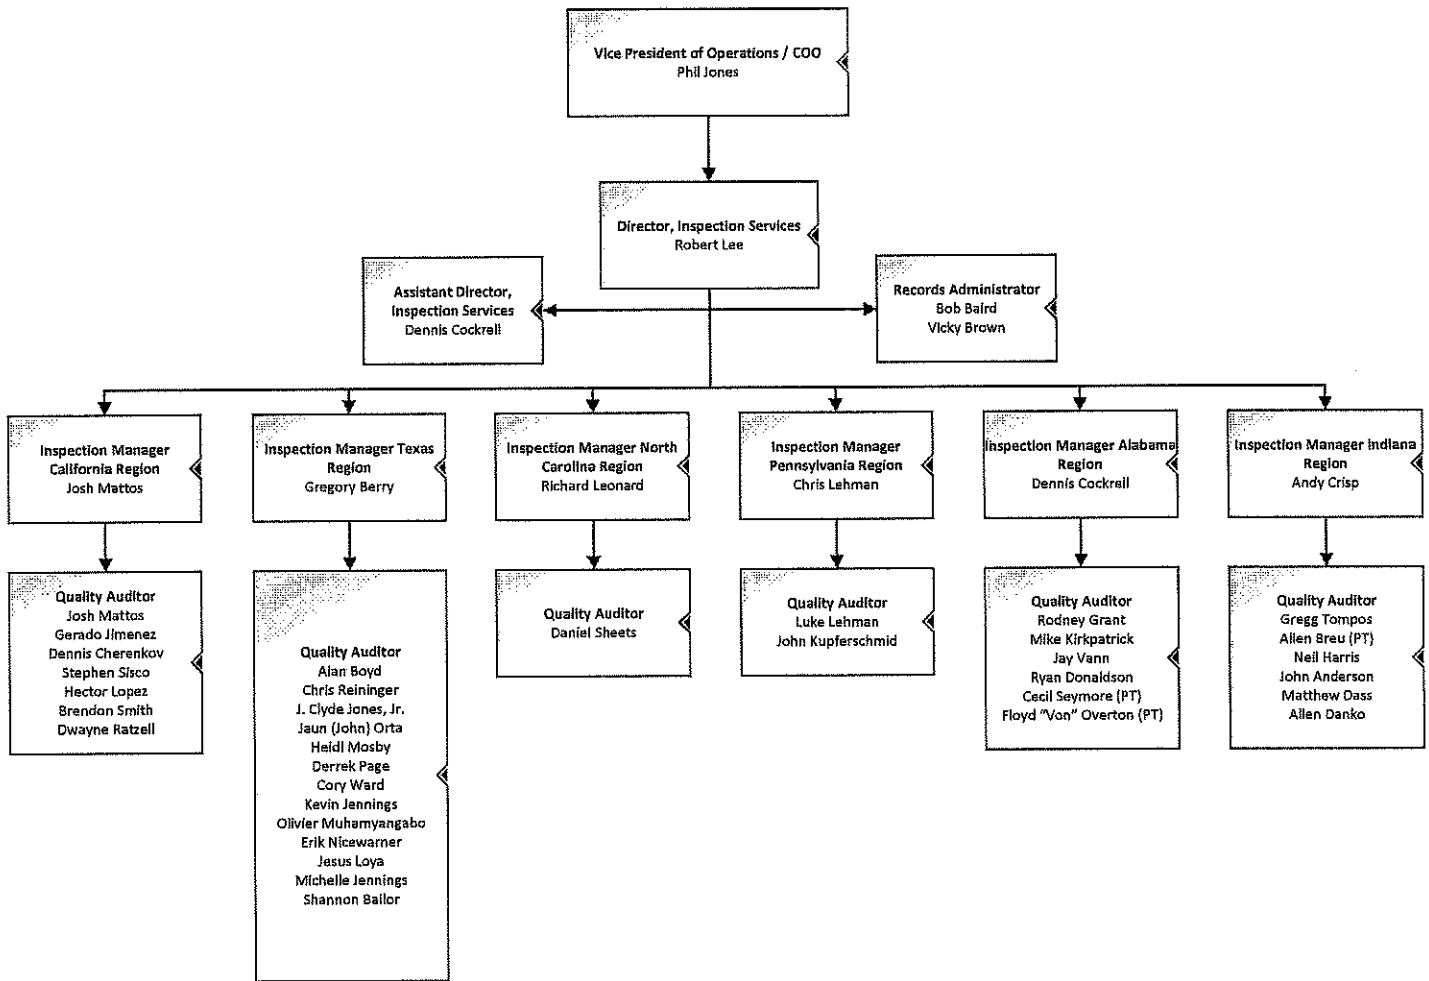 Vice President of Operations / COO
Phil Jones
Director, Inspection Services
Robert Lee
Assistant Director,
Inspection Services
Dennis Cockrell
Records Administrator
Bob Baird
Vicky Brown
Inspection Manager
California Region
Josh Mattos
Inspection Manager Texas
Region
Gregory Berry
Inspection Manager North
Carolina Region
Richard Leonard
Inspection Manager
Pennsylvania Region
Chris Lehman
Inspection Manager Alabama
Region
Dennis Cockrell
Inspection Manager Indiana
Region
Andy Crisp
Quality Auditor
Josh Mattos
Gerado Jimenez
Dennis Cherenkov
Stephen Sisco
Hector Lopez
Brendon Smith
Dwayne Ratzell
Quality Auditor
Alan Boyd
Chris Reininger
J. Clyde Jones, Jr.
Jaun (John) Orta
Heidi Mosby
Derrek Page
Cory Ward
Kevin Jennings
Olivier Muhamyangabo
Erik Nicewarner
Jesus Loya
Michelle Jennings
Shannon Bailor
Quality Auditor
Daniel Sheets
Quality Auditor
Luke Lehman
John Kupferschmid
Quality Auditor
Rodney Grant
Mike Kirkpatrick
Jay Vann
Ryan Donaldson
Cecil Seymore (PT)
Floyd "Von" Overton (PT)
Quality Auditor
Gregg Tompos
Allen Breu (PT)
Neil Harris
John Anderson
Matthew Dass
Allen Danko